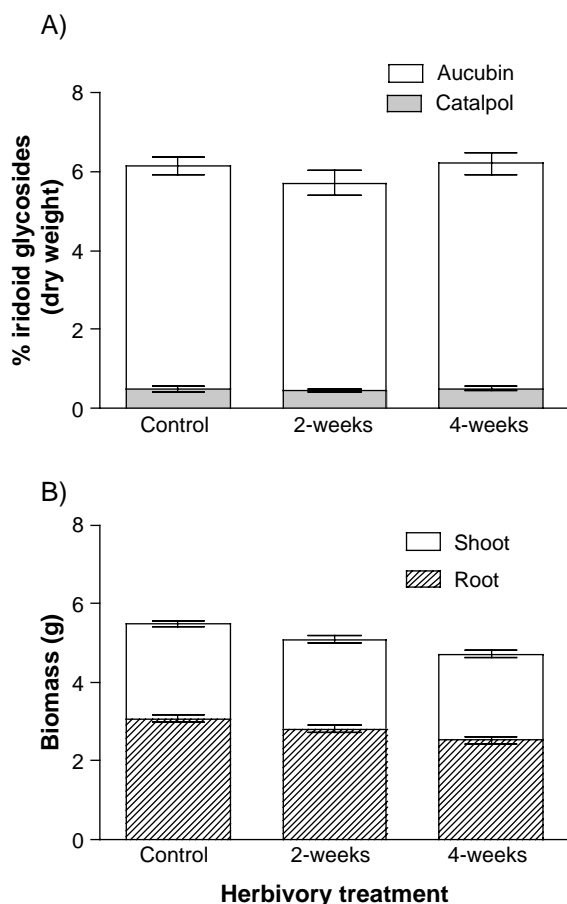 A)
Aucubin
Catalpol
% iridoid glycosides
(dry weight)
8
6
4
2
0
Control 2-weeks 4-weeks
B)
Shoot
Root
Biomass (g)
8
6
4
2
0
Control 2-weeks 4-weeks
Herbivory treatment